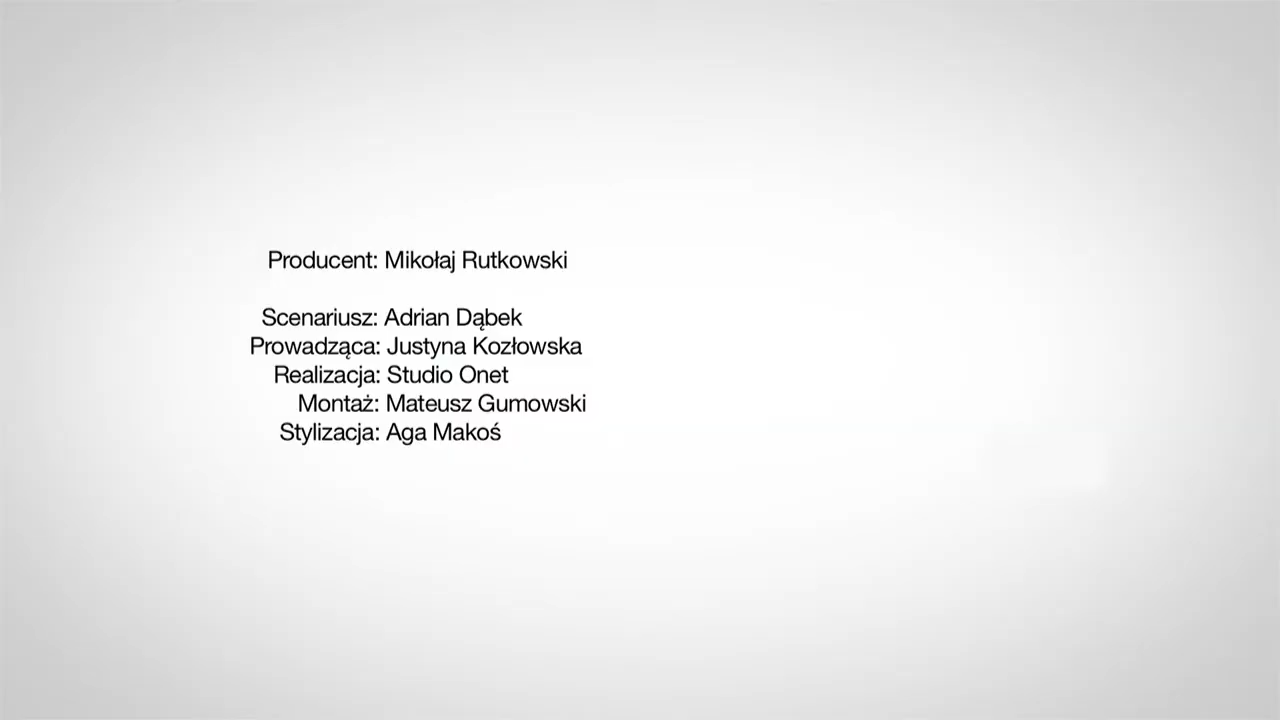 Producent: Mikołaj Rutkowski
Scenariusz: Adrian Dąbek
Prowadząca: Justyna Kozłowska
Realizacja: Studio Onet
Montaż: Mateusz Gumowski
Stylizacja: Aga Makoś